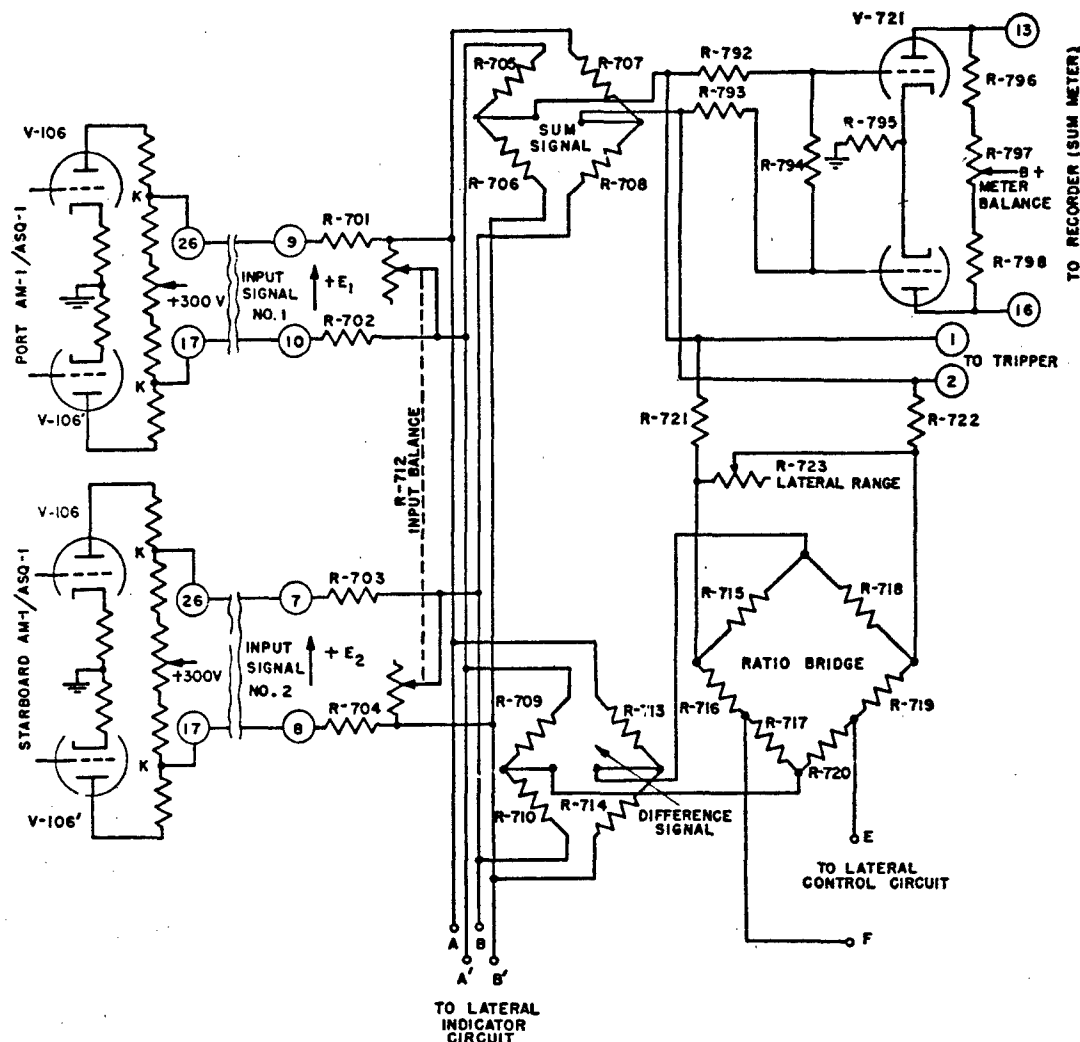 V-721
13
R-792
R-705
R-707
R-796
R-793
V-106
SUM
SIGNAL
R-795
R-797
R-794
B+
METER
BALANCE
K
R-706
R-708
PORT AM-1/ASQ-1
26
9
R-701
R-798
TO RECORDER (SUM METER)
INPUT
SIGNAL
NO. 1
+E₁
+300 V
R-702
16
17
10
1
K
TO TRIPPER
2
V-106'
R-721
R-722
R-712
INPUT BALANCE
R-723
LATERAL RANGE
V-106
K
STARBOARD AM-1/ASQ-1
26
7
R-703
R-715
R-718
INPUT
SIGNAL
NO. 2
+ E₂
+300V
RATIO BRIDGE
R-704
R-709
R-713
R-716
R-717
R-719
17
8
K
R-720
R-710
R-714
DIFFERENCE
SIGNAL
V-106'
E
TO LATERAL
CONTROL CIRCUIT
A
B
F
A'
B'
TO LATERAL
INDICATOR
CIRCUIT